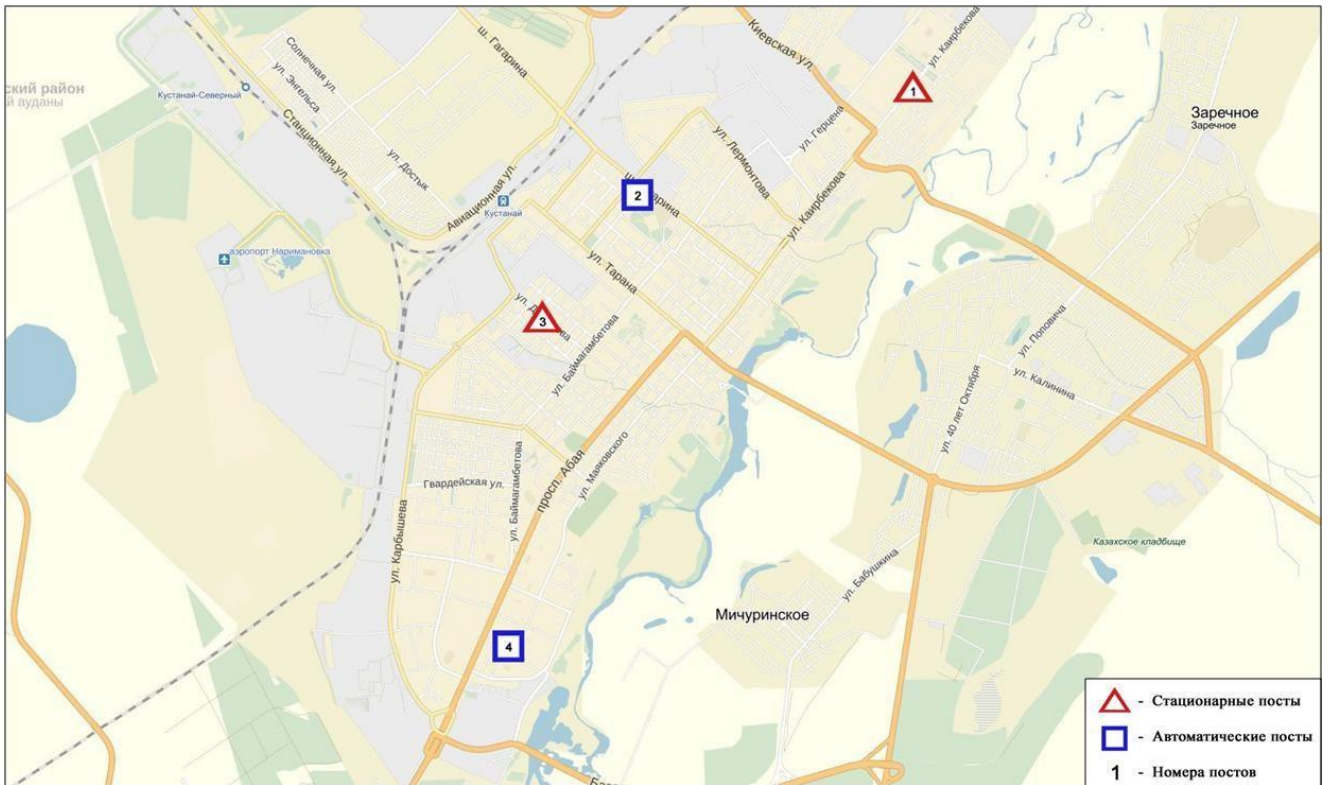 ский район
й ауданы
Солнечная ул.
ул. Энгельса
Кустанай-Северный
Станционная ул.
ул. Достык
ш. Гагарина
Авиационная ул.
Кустанай
аэропорт Наримановка
Киевская ул.
ул. Каирбекова
1
Заречное
Заречное
ул. Герцена
ул. Лермонтова
2
ул. Каирбекова
ул. Тарана
3
ул. Баймагамбетова
ул. Поповича
ул. Калинина
ул. 40 лет Октября
просп. Абая
ул. Маяковского
Гвардейская ул.
ул. Баймагамбетова
ул. Карбышева
Казахское кладбище
ул. Бабушкина
Мичуринское
4
- Стационарные посты
- Автоматические посты
1 - Номера постов